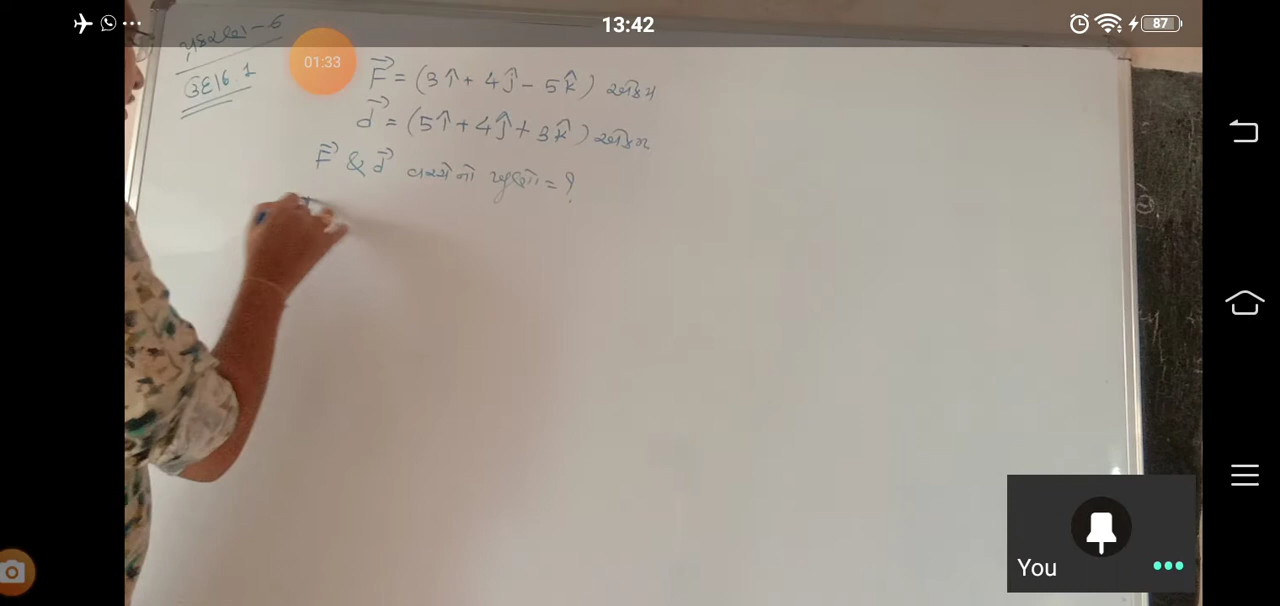 13:42
87
પ્રકરણ-6
ઉદા6.1
01:33
F⃗ = (3î + 4ĵ - 5k̂) એકમ
d⃗ = (5î + 4ĵ + 3k̂) એકમ
F⃗ & d⃗ વચ્ચેનો ખૂણો = ?
You